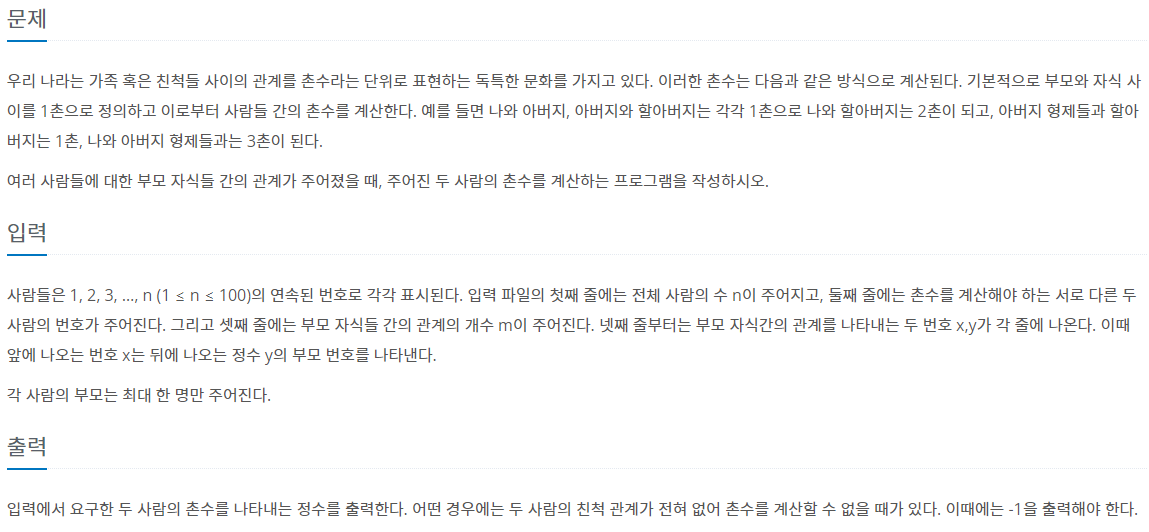 문제
우리 나라는 가족 혹은 친척들 사이의 관계를 촌수라는 단위로 표현하는 독특한 문화를 가지고 있다. 이러한 촌수는 다음과 같은 방식으로 계산된다. 기본적으로 부모와 자식 사
이를 1촌으로 정의하고 이로부터 사람들 간의 촌수를 계산한다. 예를 들면 나와 아버지, 아버지와 할아버지는 각각 1촌으로 나와 할아버지는 2촌이 되고, 아버지 형제들과 할아
버지는 1촌, 나와 아버지 형제들과는 3촌이 된다.
여러 사람들에 대한 부모 자식들 간의 관계가 주어졌을 때, 주어진 두 사람의 촌수를 계산하는 프로그램을 작성하시오.
입력
사람들은 1, 2, 3, …, n (1 ≤ n ≤ 100)의 연속된 번호로 각각 표시된다. 입력 파일의 첫째 줄에는 전체 사람의 수 n이 주어지고, 둘째 줄에는 촌수를 계산해야 하는 서로 다른 두
사람의 번호가 주어진다. 그리고 셋째 줄에는 부모 자식들 간의 관계의 개수 m이 주어진다. 넷째 줄부터는 부모 자식간의 관계를 나타내는 두 번호 x,y가 각 줄에 나온다. 이때
앞에 나오는 번호 x는 뒤에 나오는 정수 y의 부모 번호를 나타낸다.
각 사람의 부모는 최대 한 명만 주어진다.
출력
입력에서 요구한 두 사람의 촌수를 나타내는 정수를 출력한다. 어떤 경우에는 두 사람의 친척 관계가 전혀 없어 촌수를 계산할 수 없을 때가 있다. 이때에는 -1을 출력해야 한다.